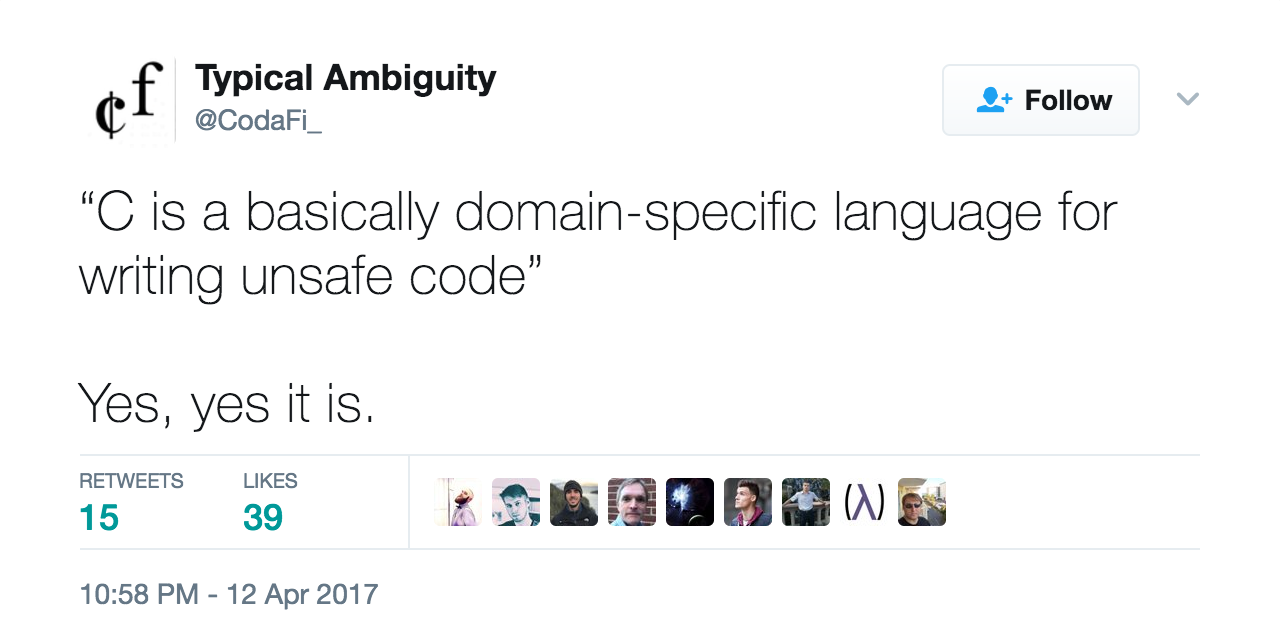 ¢f
Typical Ambiguity
@CodaFi_
Follow
“C is a basically domain-specific language for
writing unsafe code”
Yes, yes it is.
RETWEETS
15
LIKES
39
(λ)
10:58 PM - 12 Apr 2017